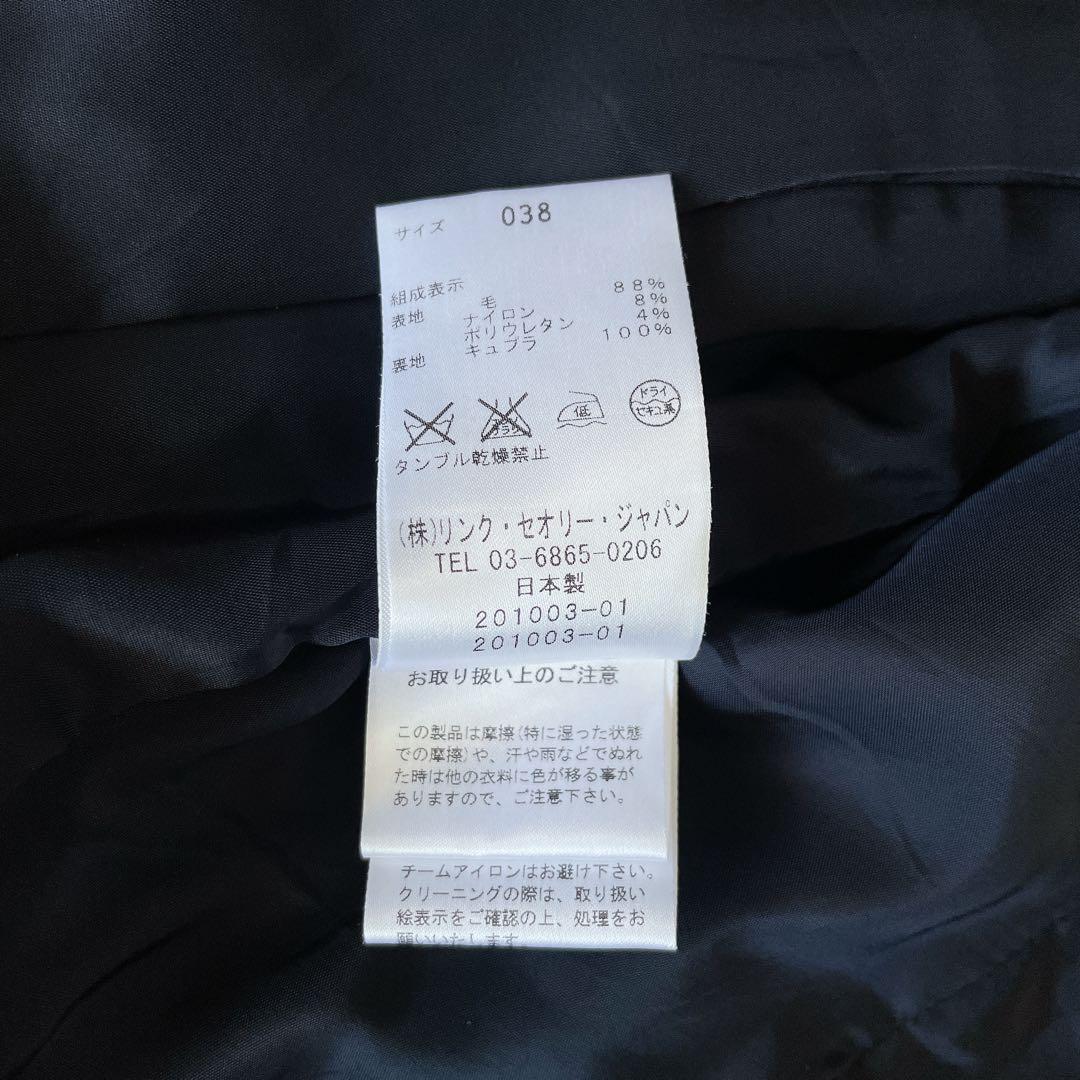 サイズ 038
組成表示
表地 毛 88%
ナイロン 8%
ポリウレタン 4%
裏地 キュプラ 100%
低
ドライ
セキユ系
タンブル乾燥禁止
(株)リンク・セオリー・ジャパン
TEL 03-6865-0206
日本製
201003-01
201003-01
お取り扱い上のご注意
この製品は摩擦(特に湿った状態
での摩擦)や、汗や雨などでぬれ
た時は他の衣料に色が移る事が
ありますので、ご注意下さい。
チームアイロンはお避け下さい。
クリーニングの際は、取り扱い
絵表示をご確認の上、処理をお
願いいたします。